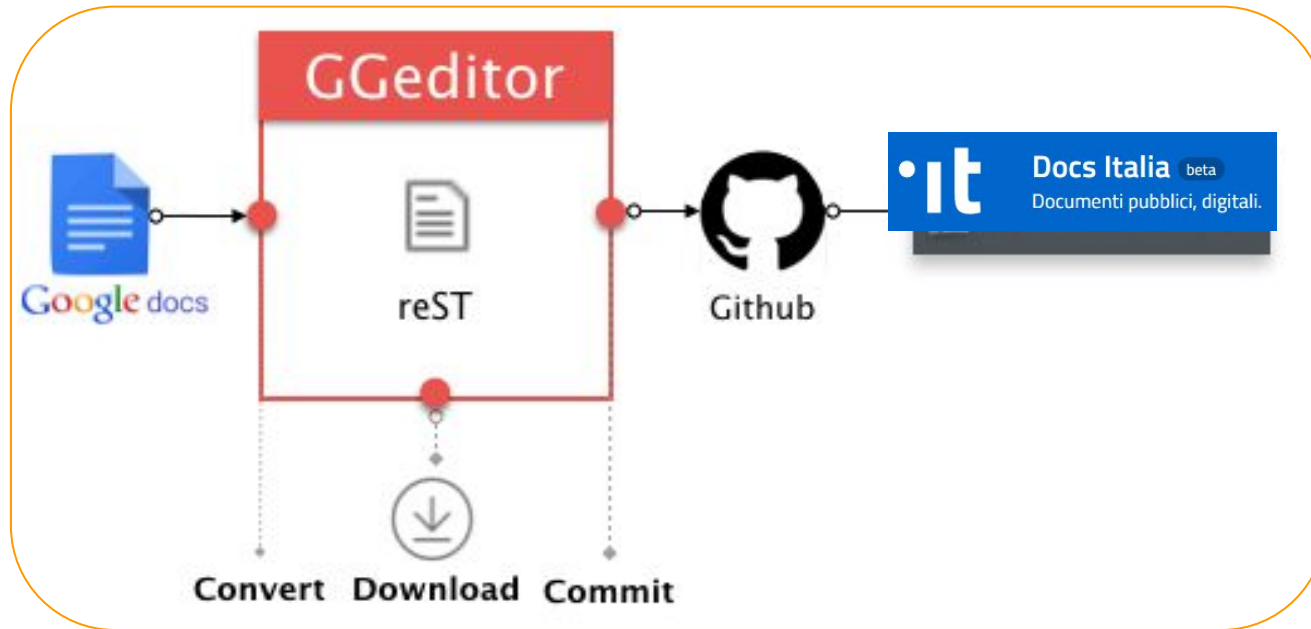 GGeditor
Google docs
reST
Github
·it
Docs Italia beta
Documenti pubblici, digitali.
Convert
Download
Commit